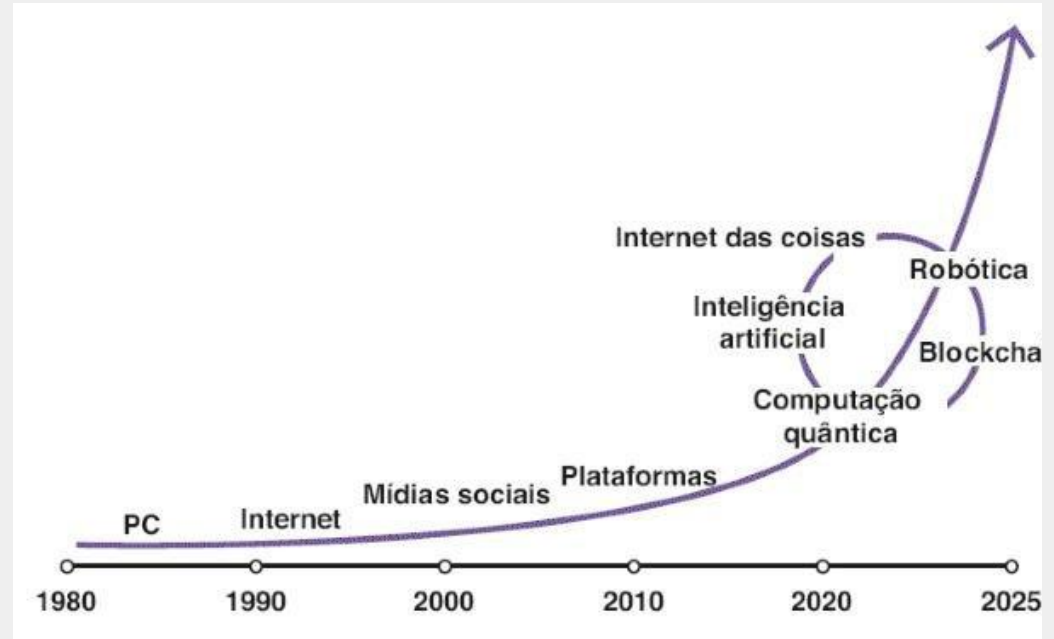 Internet das coisas
Robótica
Inteligência
artificial
Blockcha
Computação
quântica
Plataformas
Mídias sociais
Internet
PC
1980 1990 2000 2010 2020 2025